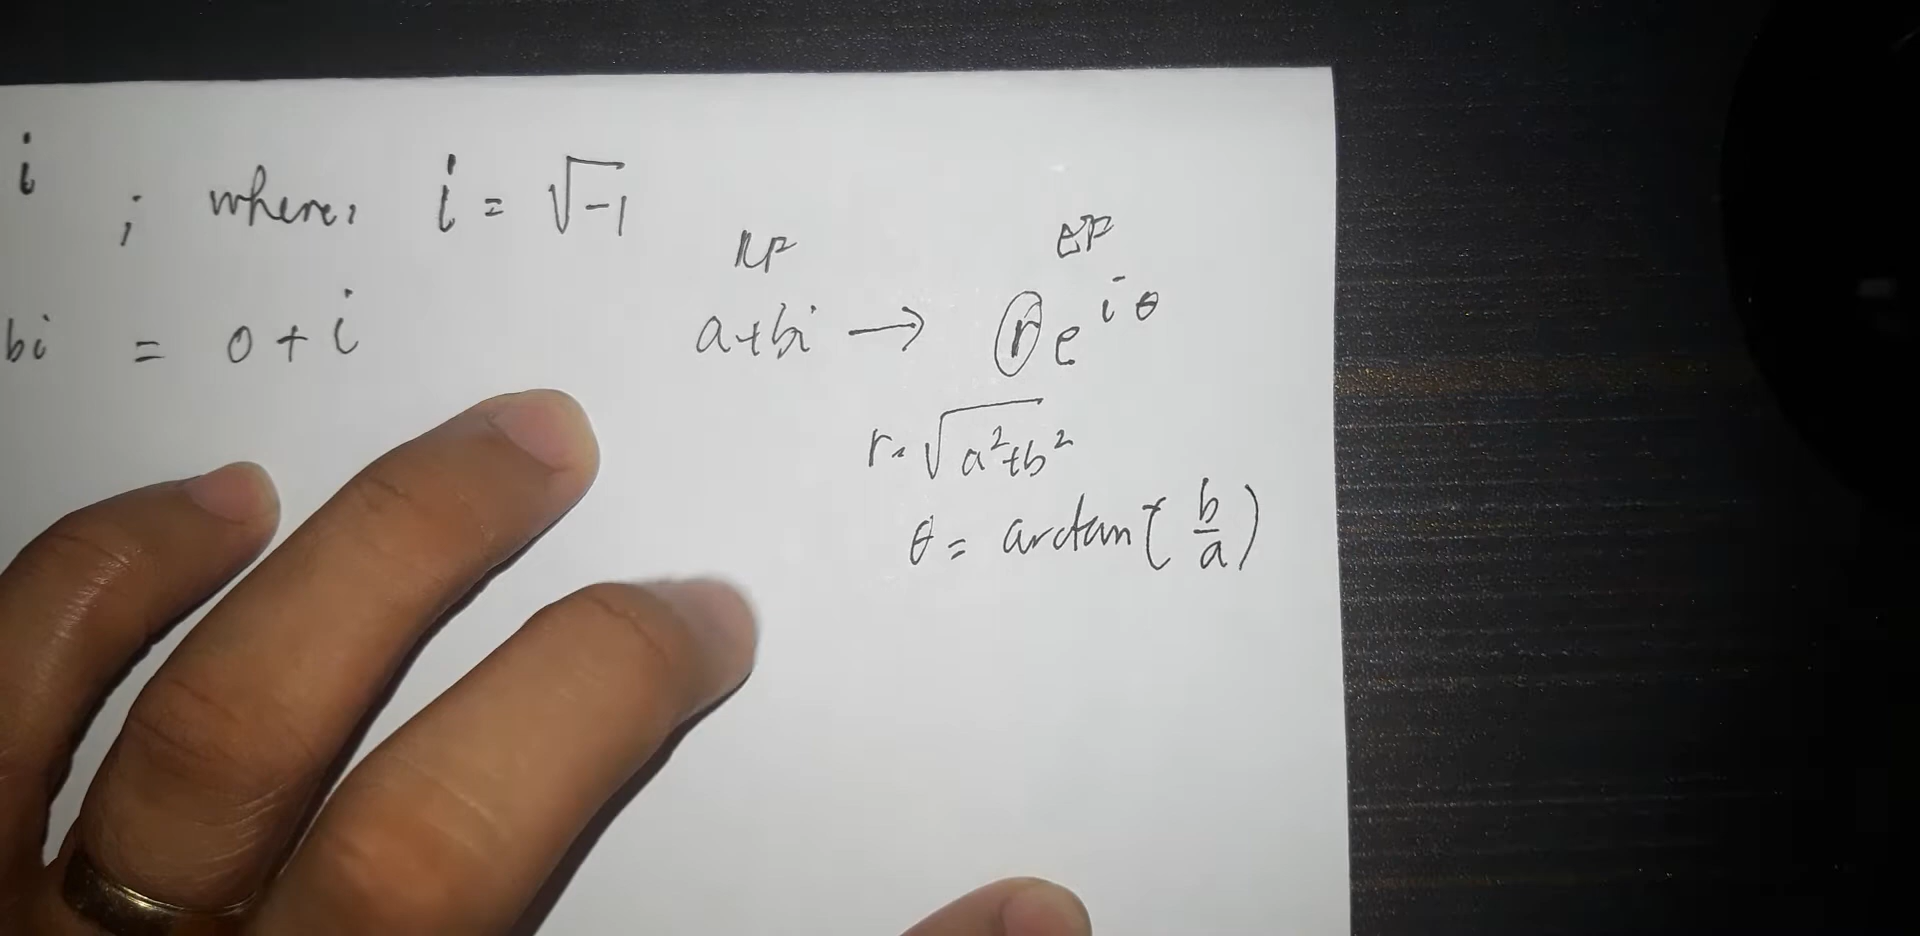 i ; where, i = √-1
RF EF
bi = 0 + i a+bi → re^{iθ}
r = √a²+b²
θ = arctan(b/a)